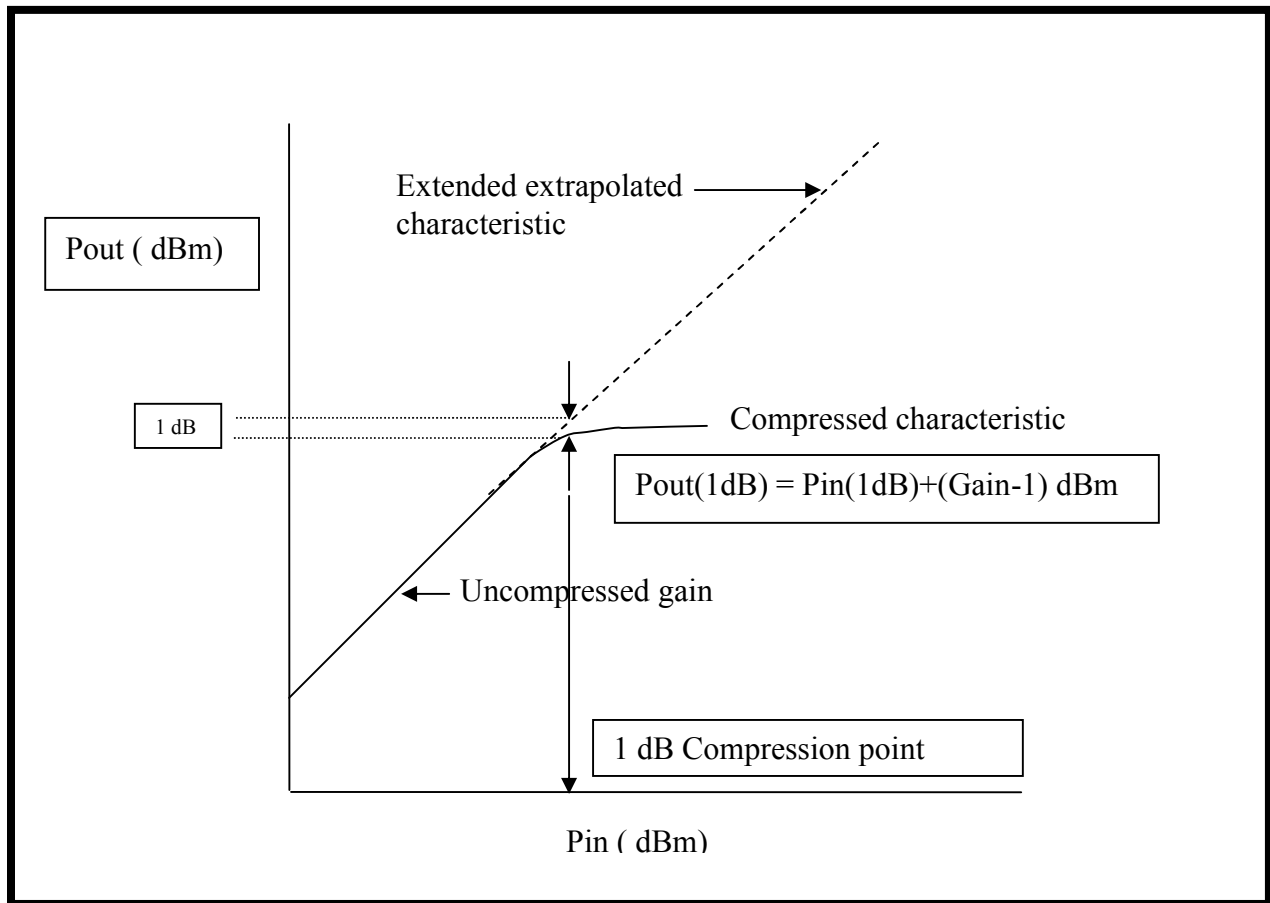 Extended extrapolated
characteristic
Pout ( dBm)
1 dB
Compressed characteristic
Pout(1dB) = Pin(1dB)+(Gain-1) dBm
Uncompressed gain
1 dB Compression point
Pin ( dBm)